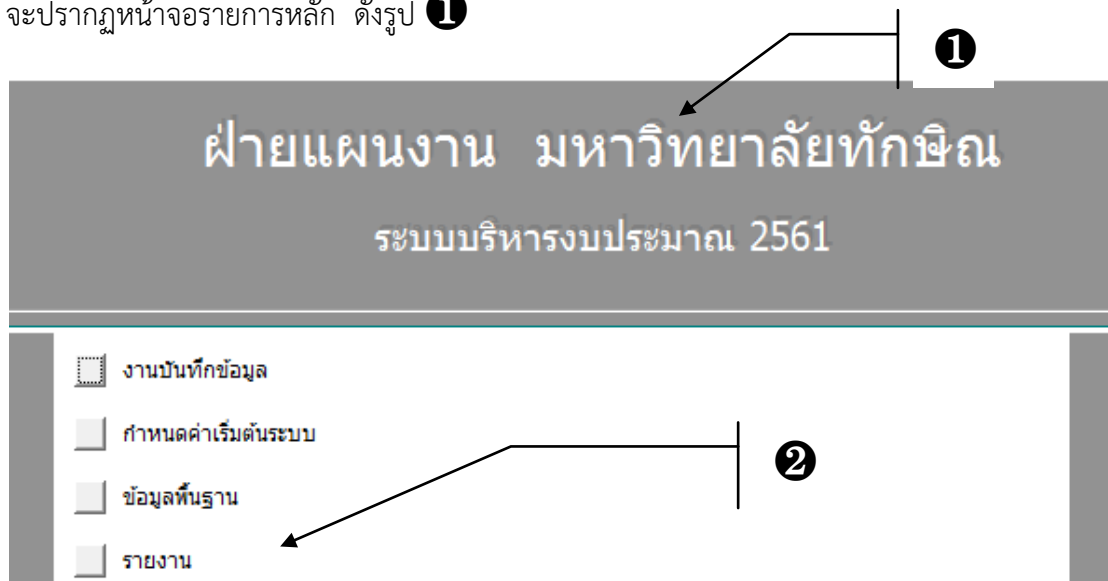 จะปรากฏหน้าจอรายการหลัก ดังรูป ❶
❶
ฝ่ายแผนงาน มหาวิทยาลัยทักษิณ
ระบบบริหารงบประมาณ 2561
งานบันทึกข้อมูล
กำหนดค่าเริ่มต้นระบบ
❷
ข้อมูลพื้นฐาน
รายงาน